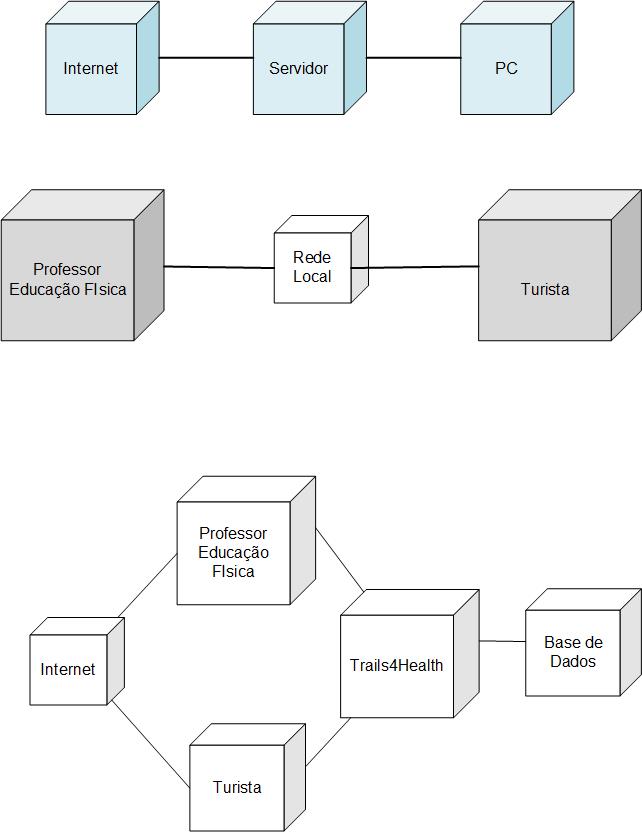 Internet
Servidor
PC
Professor
Educação FIsica
Rede
Local
Turista
Professor
Educação
FIsica
Internet
Trails4Health
Base de
Dados
Turista